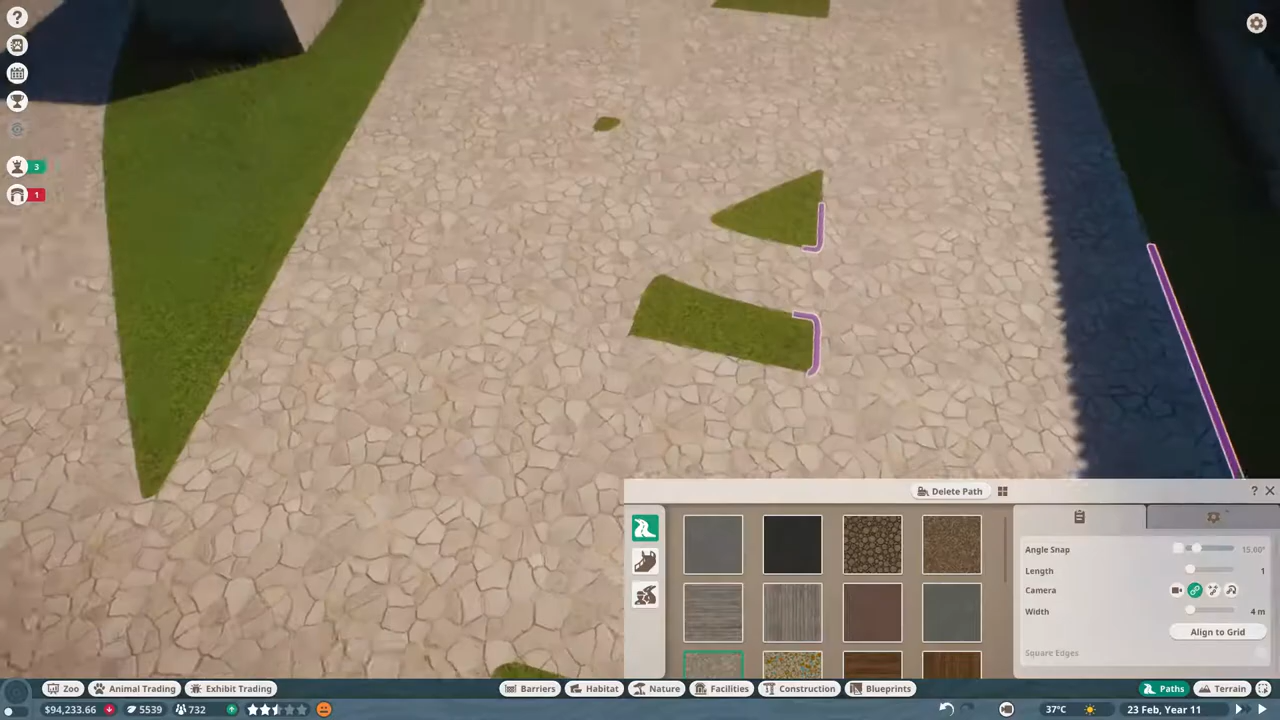 3
1
Delete Path
?
Angle Snap 15.00°
Length 1
Camera
Width 4 m
Align to Grid
Square Edges
Zoo Animal Trading Exhibit Trading Barriers Habitat Nature Facilities Construction Blueprints Paths Terrain
$94,233.66 5539 732 37°C 23 Feb, Year 11